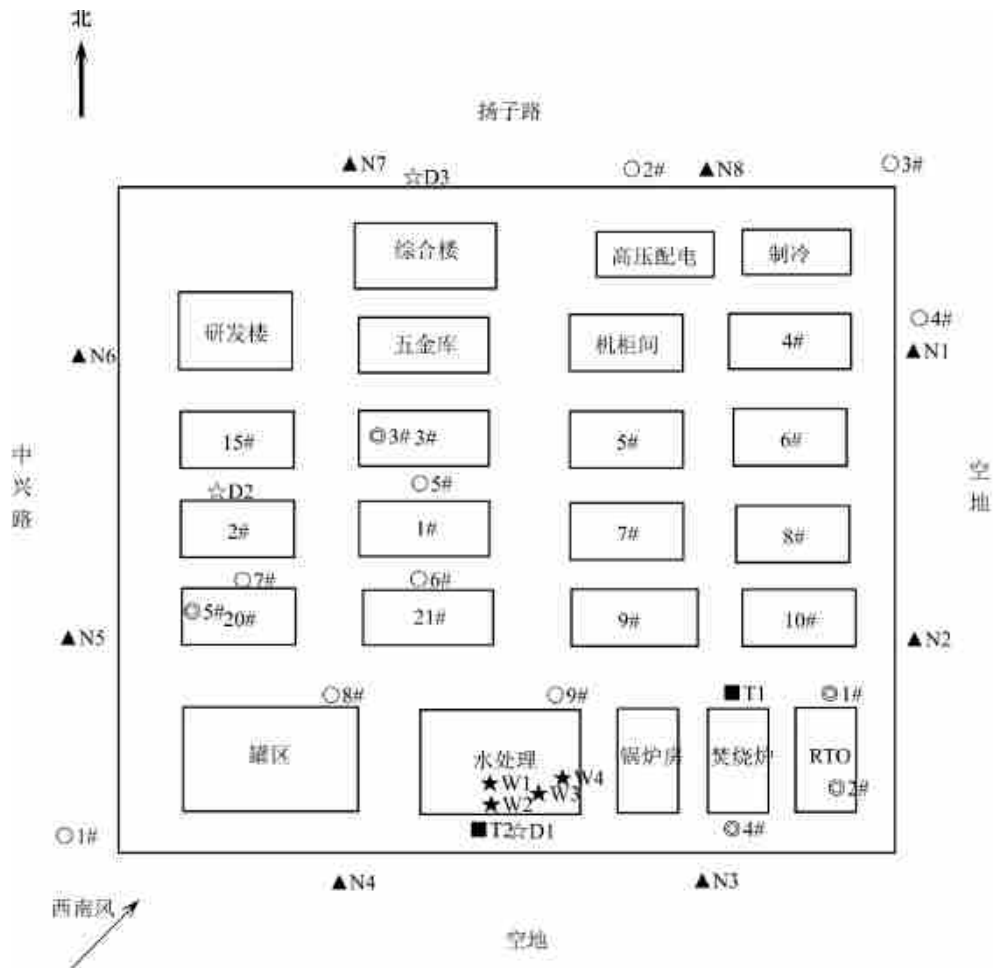 北
扬子路
▲N7
☆D3
○2#
▲N8
○3#
综合楼
高压配电
制冷
研发楼
五金库
机柜间
4#
○4#
▲N6
▲N1
15#
◎3# 3#
5#
6#
中兴路
空地
☆D2
○5#
2#
1#
7#
8#
○7#
○6#
◎5#
20#
21#
9#
10#
▲N5
▲N2
○8#
○9#
■T1
◎1#
罐区
水处理
锅炉房
焚烧炉
RTO
★W1
★W4
★W3
★W2
◎2#
■T2
☆D1
◎4#
○1#
▲N4
▲N3
西南风
空地